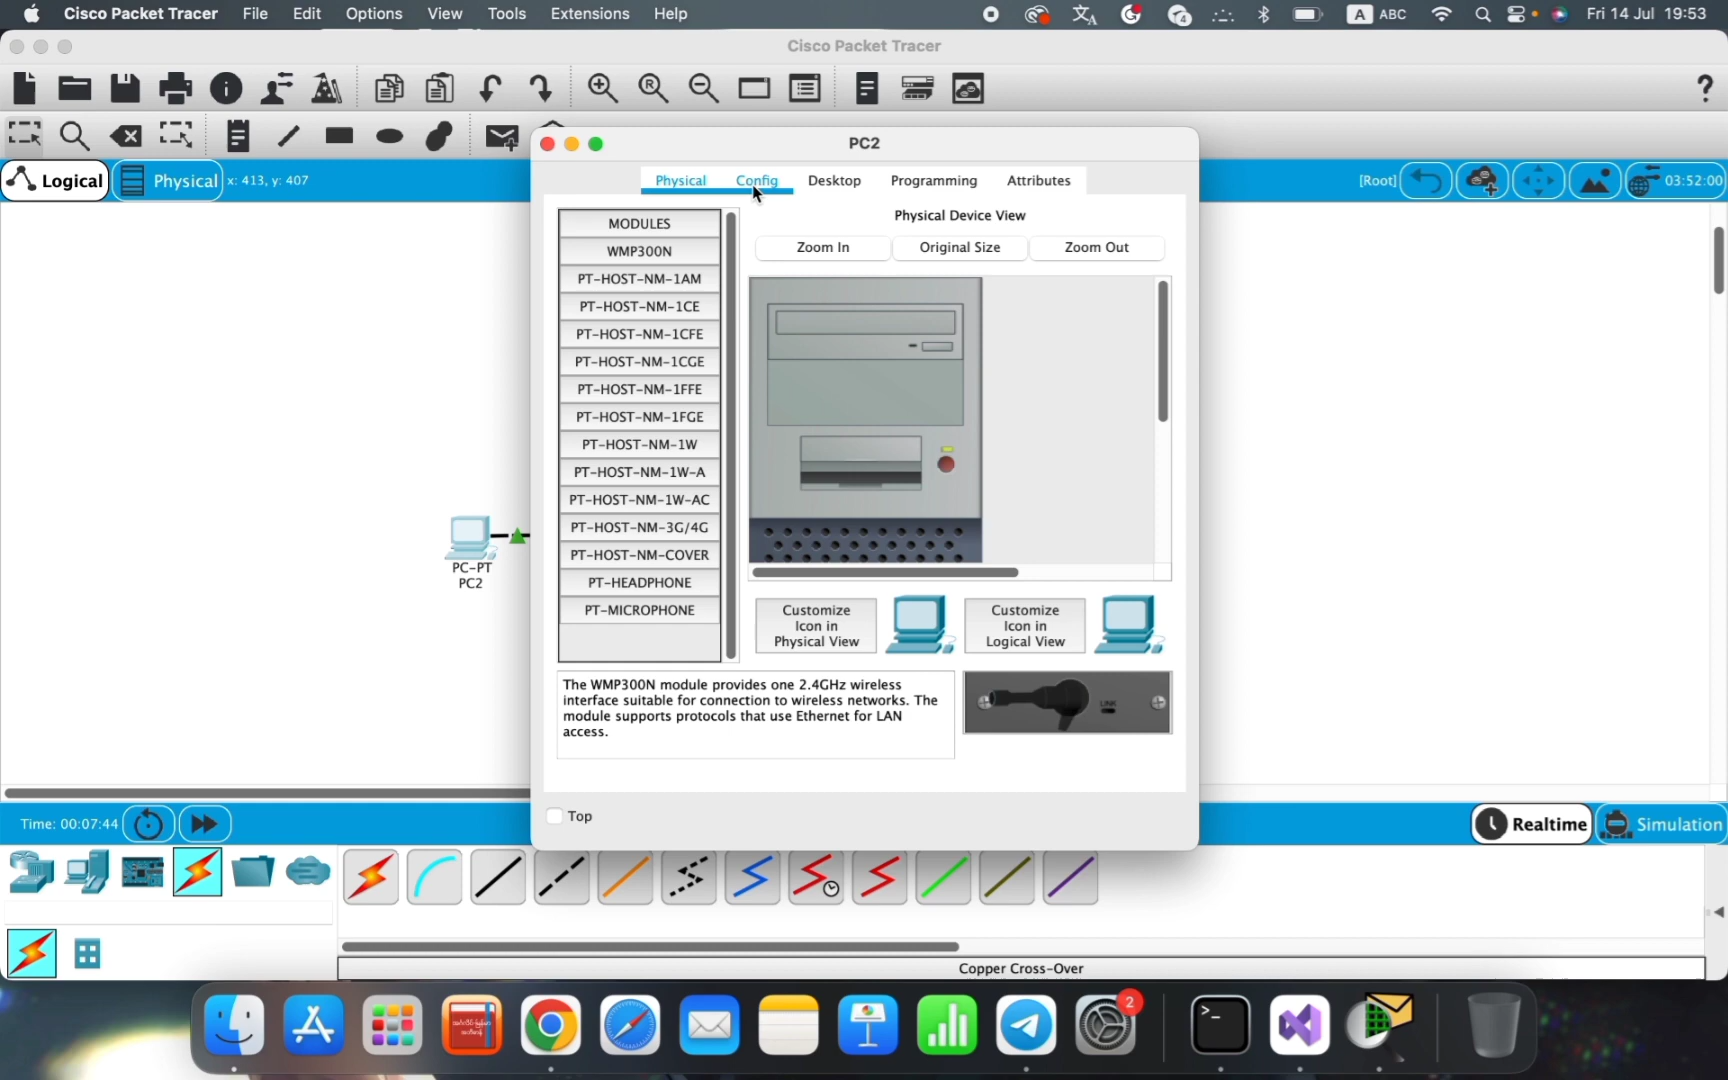 Cisco Packet Tracer File Edit Options View Tools Extensions Help 4 A ABC Fri 14 Jul 19:53
Cisco Packet Tracer
R ?
PC2
Logical Physical x: 413, y: 407 [Root] 03:52:00
Physical Config Desktop Programming Attributes
MODULES
WMP300N
PT-HOST-NM-1AM
PT-HOST-NM-1CE
PT-HOST-NM-1CFE
PT-HOST-NM-1CGE
PT-HOST-NM-1FFE
PT-HOST-NM-1FGE
PT-HOST-NM-1W
PT-HOST-NM-1W-A
PT-HOST-NM-1W-AC
PT-HOST-NM-3G/4G
PT-HOST-NM-COVER
PT-HEADPHONE
PT-MICROPHONE
Physical Device View
Zoom In Original Size Zoom Out
Customize
Icon in
Physical View
Customize
Icon in
Logical View
The WMP300N module provides one 2.4GHz wireless
interface suitable for connection to wireless networks. The
module supports protocols that use Ethernet for LAN
access.
LINK
Top
PC-PT
PC2
Time: 00:07:44 Realtime Simulation
Copper Cross-Over
2